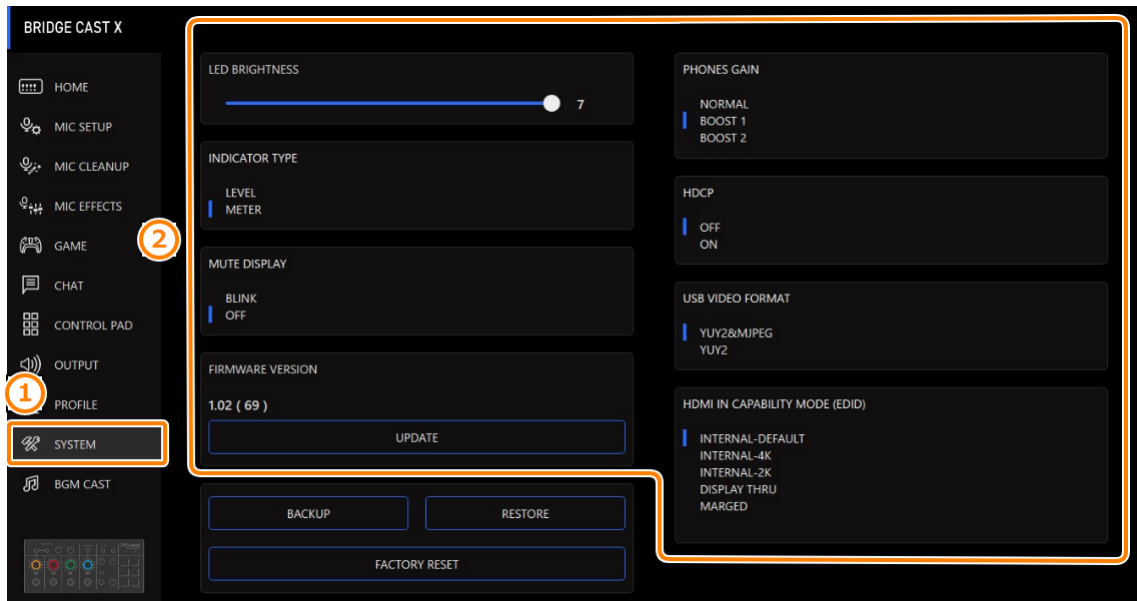 BRIDGE CAST X
HOME
MIC SETUP
MIC CLEANUP
MIC EFFECTS
GAME
CHAT
CONTROL PAD
OUTPUT
PROFILE
SYSTEM
BGM CAST
1
2
LED BRIGHTNESS
7
INDICATOR TYPE
LEVEL
METER
MUTE DISPLAY
BLINK
OFF
FIRMWARE VERSION
1.02 ( 69 )
UPDATE
BACKUP
RESTORE
FACTORY RESET
PHONES GAIN
NORMAL
BOOST 1
BOOST 2
HDCP
OFF
ON
USB VIDEO FORMAT
YUY2&MJPEG
YUY2
HDMI IN CAPABILITY MODE (EDID)
INTERNAL-DEFAULT
INTERNAL-4K
INTERNAL-2K
DISPLAY THRU
MARGED